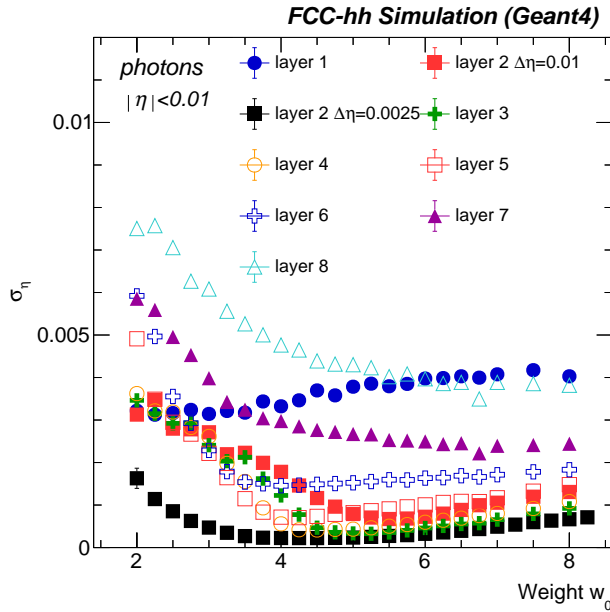 FCC-hh Simulation (Geant4)
photons
| η | <0.01
layer 1
layer 2 Δη=0.01
layer 2 Δη=0.0025
layer 3
layer 4
layer 5
layer 6
layer 7
layer 8
0.01
0.005
0
ση
2 4 6 8
Weight w0